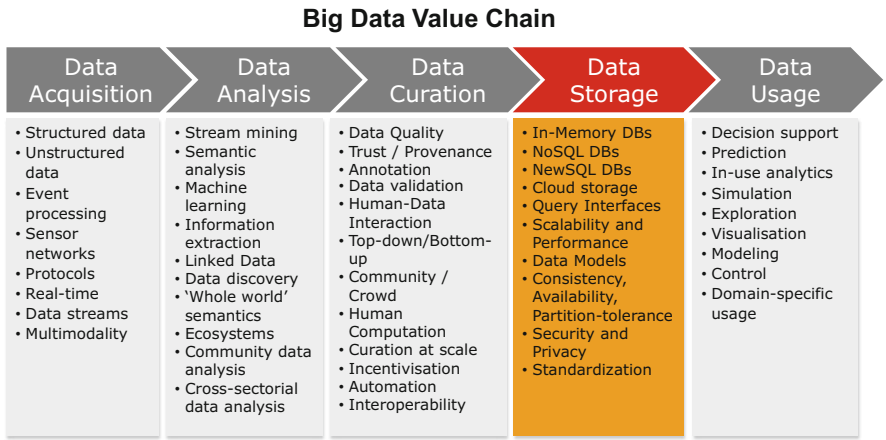 Big Data Value Chain
Data
Acquisition
Data
Analysis
Data
Curation
Data
Storage
Data
Usage
• Structured data
• Unstructured
data
• Event
processing
• Sensor
networks
• Protocols
• Real-time
• Data streams
• Multimodality
• Stream mining
• Semantic
analysis
• Machine
learning
• Information
extraction
• Linked Data
• Data discovery
• ‘Whole world’
semantics
• Ecosystems
• Community data
analysis
• Cross-sectorial
data analysis
• Data Quality
• Trust / Provenance
• Annotation
• Data validation
• Human-Data
Interaction
• Top-down/Bottom-
up
• Community /
Crowd
• Human
Computation
• Curation at scale
• Incentivisation
• Automation
• Interoperability
• In-Memory DBs
• NoSQL DBs
• NewSQL DBs
• Cloud storage
• Query Interfaces
• Scalability and
Performance
• Data Models
• Consistency,
Availability,
Partition-tolerance
• Security and
Privacy
• Standardization
• Decision support
• Prediction
• In-use analytics
• Simulation
• Exploration
• Visualisation
• Modeling
• Control
• Domain-specific
usage